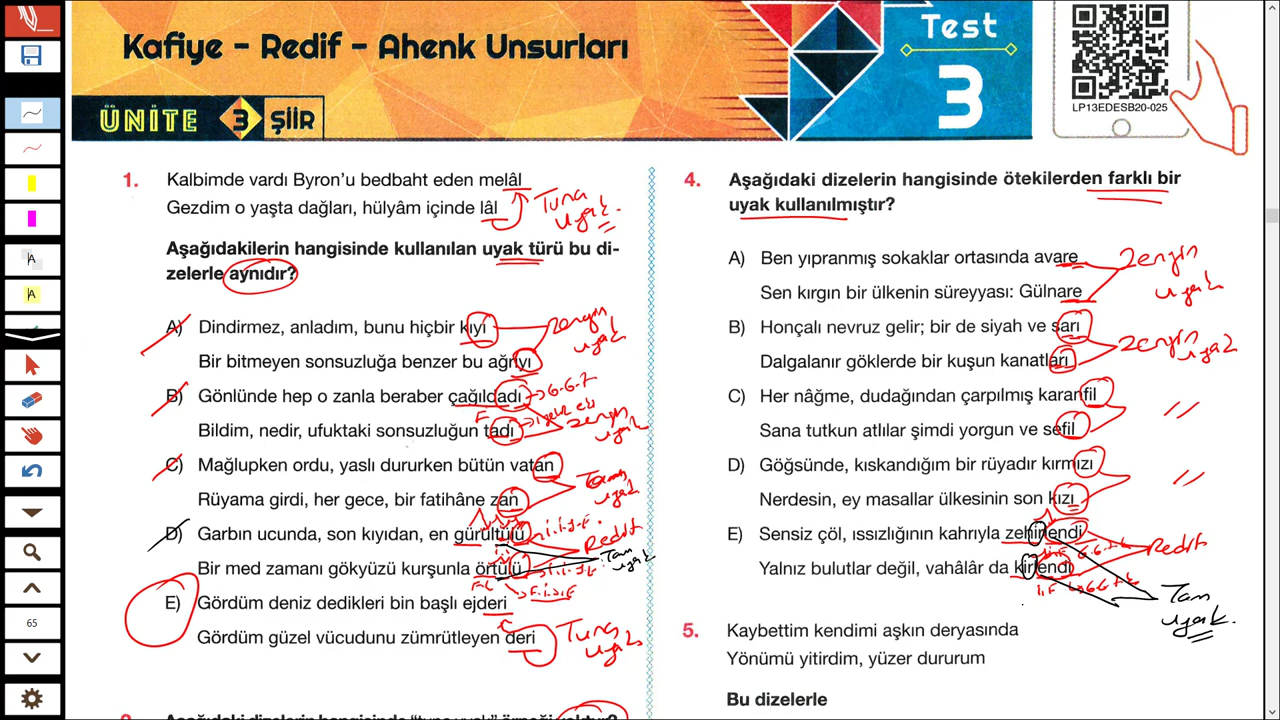 Kafiye – Redif – Ahenk Unsurları
Test
3
ÜNİTE 3 ŞİİR
LP13EDESB20-025
1. Kalbimde vardı Byron'u bedbaht eden melâl
Gezdim o yaşta dağları, hülyâm içinde lâl
Tunç
uyak.
Aşağıdakilerin hangisinde kullanılan uyak türü bu di-
zelerle aynıdır?
A) Dindirmez, anladım, bunu hiçbir kıyı
Bir bitmeyen sonsuzluğa benzer bu ağrıyı
zengin
uyak
B) Gönlünde hep o zanla beraber çağıldadı
Bildim, nedir, ufuktaki sonsuzluğun tadı
zengin
uyak
C) Mağlupken ordu, yaslı dururken bütün vatan
Rüyama girdi, her gece, bir fatihâne zan
Tam
uyak
D) Garbın ucunda, son kıyıdan, en gürültülü
Bir med zamanı gökyüzü kurşunla örtülü
Redif
Tam
uyak
E) Gördüm deniz dedikleri bin başlı ejderi
Gördüm güzel vücudunu zümrütleyen deri
Tunç
uyak
4. Aşağıdaki dizelerin hangisinde ötekilerden farklı bir
uyak kullanılmıştır?
A) Ben yıpranmış sokaklar ortasında avare
Sen kırgın bir ülkenin süreyyası: Gülnare
zengin
uyak
B) Honçalı nevruz gelir; bir de siyah ve sarı
Dalgalanır göklerde bir kuşun kanatları
zengin
uyak
C) Her nâğme, dudağından çarpılmış karanfil
Sana tutkun atlılar şimdi yorgun ve sefil
//
D) Göğsünde, kıskandığım bir rüyadır kırmızı
Nerdesin, ey masallar ülkesinin son kızı
//
E) Sensiz çöl, ıssızlığının kahrıyla zehirlendi
Yalnız bulutlar değil, vahâlâr da kirlendi
Redif
Tam
uyak.
5. Kaybettim kendimi aşkın deryasında
Yönümü yitirdim, yüzer dururum
Bu dizelerle
65